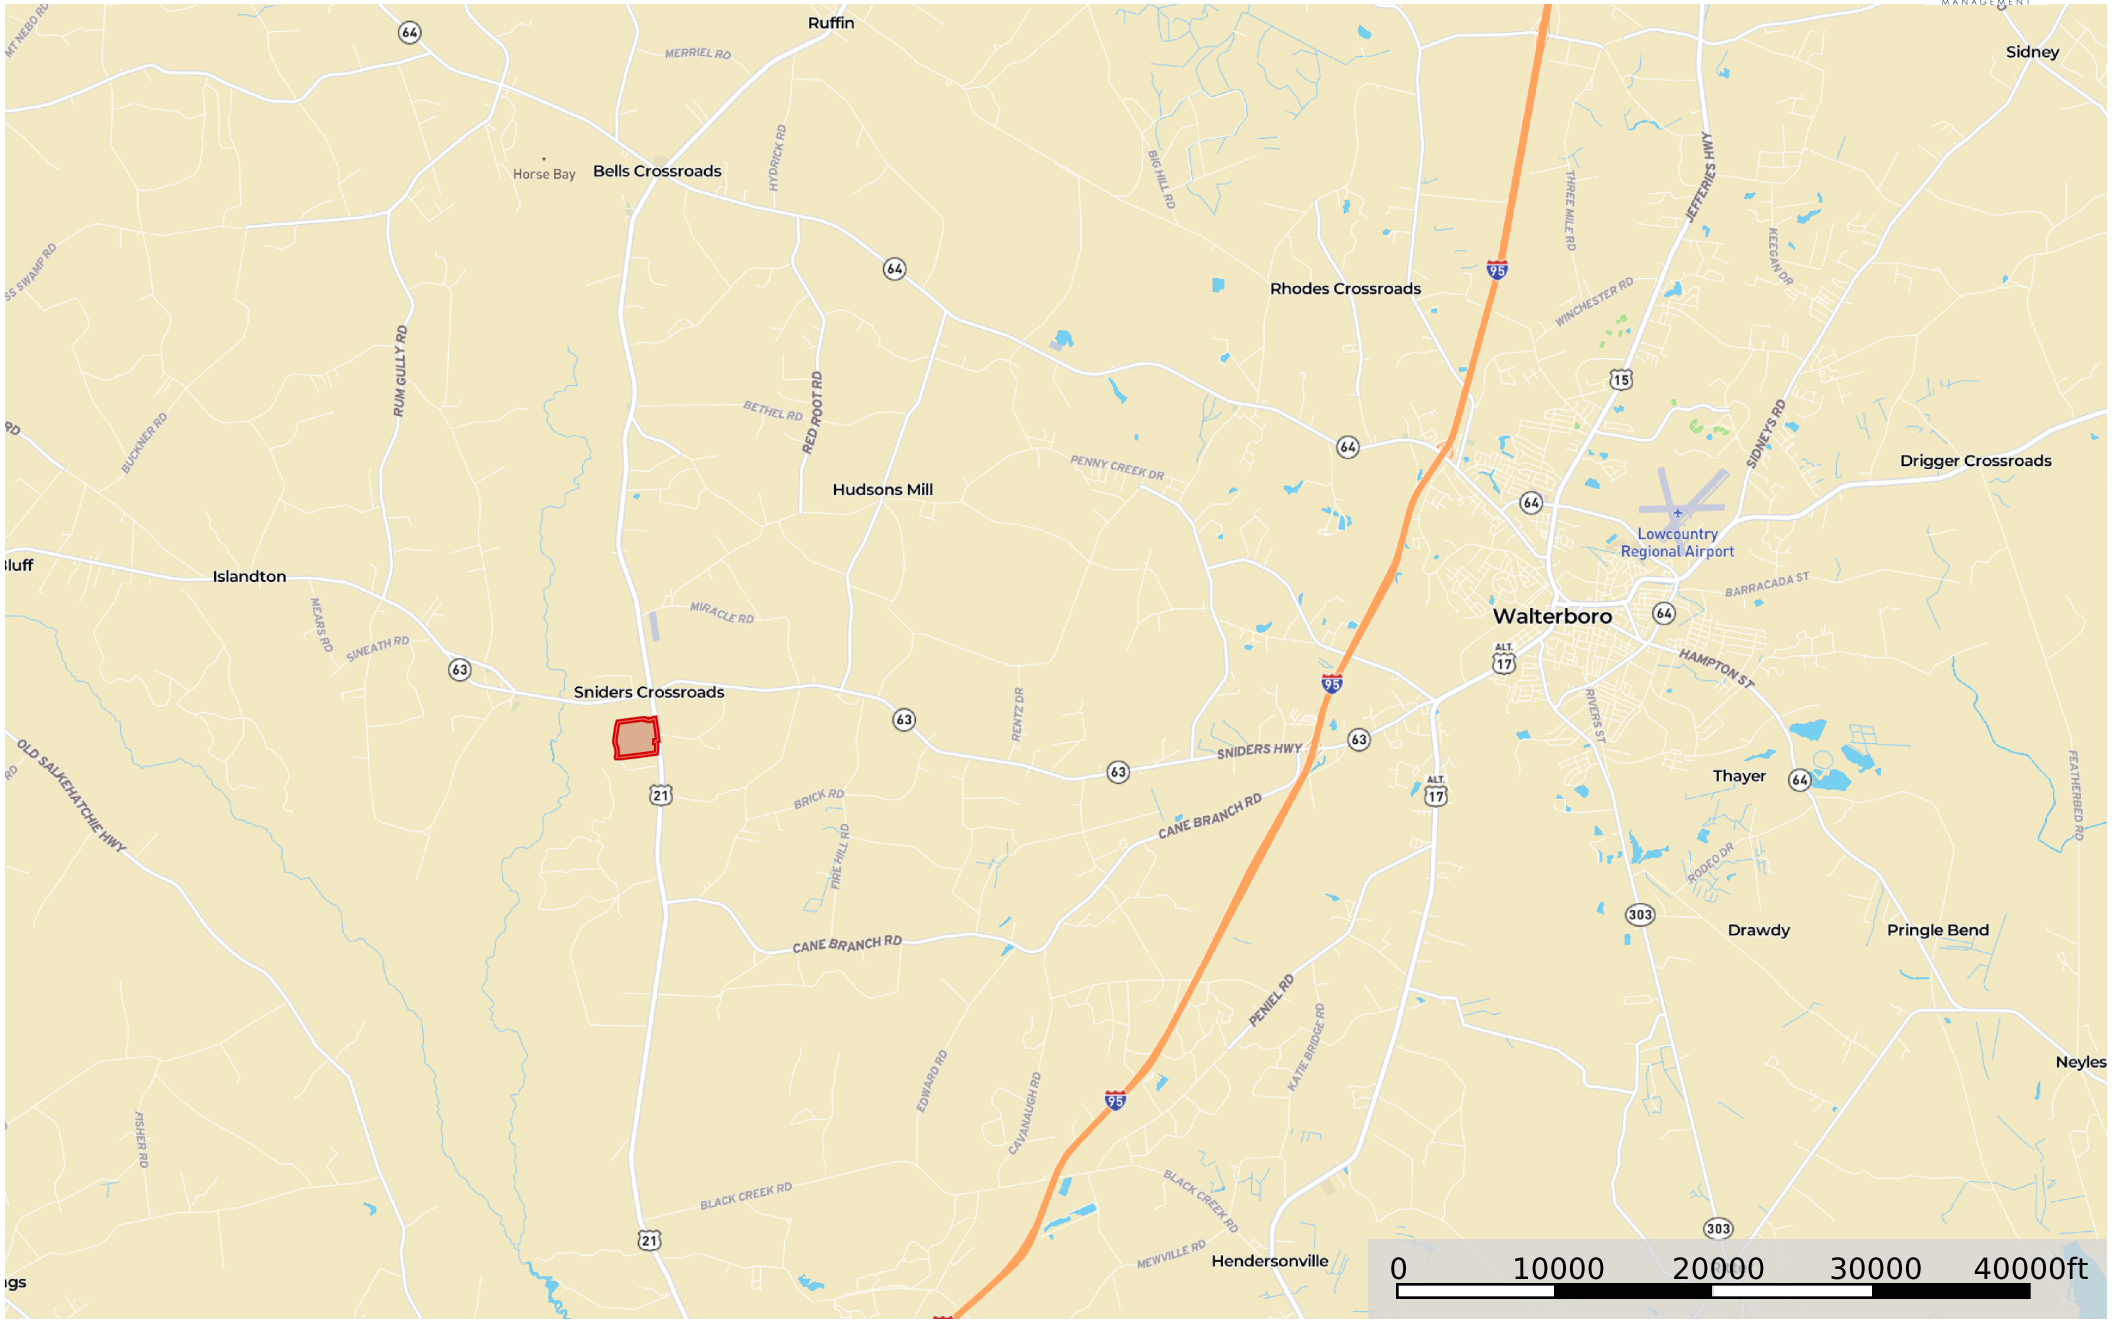 MANAGEMENT
MT NEBO RD
64
Ruffin
MERRIEL RD
Sidney
HYDRICK RD
BIG HILL RD
THREE MILE RD
JEFFERIES HWY
Horse Bay
Bells Crossroads
KEEGAN DR
SS SWAMP RD
64
95
Rhodes Crossroads
WINCHESTER RD
RUM GULLY RD
15
BETHEL RD
RED ROOT RD
RD
BUCKNER RD
64
SIDNEYS RD
PENNY CREEK DR
Drigger Crossroads
Hudsons Mill
64
Lowcountry
Regional Airport
Bluff
Islandton
BARRACADA ST
MEARS RD
MIRACLE RD
Walterboro
64
SINEATH RD
63
ALT.
17
HAMPTON ST
Sniders Crossroads
95
RENTZ DR
63
RIVERS ST
63
SNIDERS HWY
63
OLD SALKEHATCHIE HWY
RD
Thayer
64
FEATHERBED RD
21
BRICK RD
ALT.
17
CANE BRANCH RD
FIRE HILL RD
RODEO DR
303
CANE BRANCH RD
Drawdy
Pringle Bend
PENIEL RD
KATIE BRIDGE RD
EDWARD RD
CAVANAUGH RD
95
Neyles
FISHER RD
BLACK CREEK RD
BLACK CREEK RD
21
303
MEWVILLE RD
Hendersonville
ngs
0 10000 20000 30000 40000ft